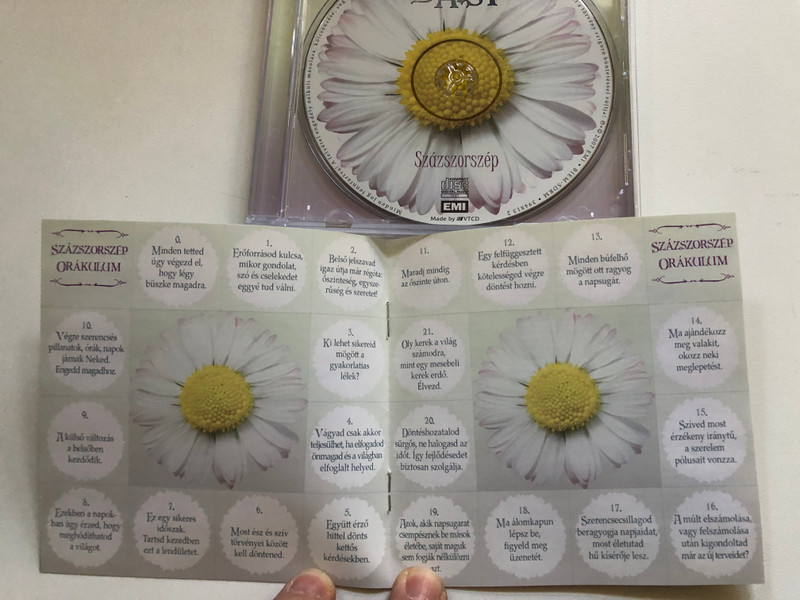 Százszorszép
COMPACT
disc
DIGITAL AUDIO
EMI
Made by VTCD
SZÁZSZORSZÉP
ORÁKULUM
0.
Minden tetted
úgy végezd el,
hogy légy
büszke magadra.
1.
Erőforrásod kulcsa,
mikor gondolat,
szó és cselekedet
eggyé tud válni.
2.
Belső jelszavad
igaz útja már régóta:
őszinteség, egysze-
rűség és szeretet!
11.
Maradj mindig
az őszinte úton.
12.
Egy felfüggesztett
kérdésben
kötelességed végre
döntést hozni.
13.
Minden búfelhő
mögött ott ragyog
a napsugár.
SZÁZSZORSZÉP
ORÁKULUM
10.
Végre szerencsés
pillanatok, órák, napok
járnak Neked.
Engedd magadhoz.
3.
Ki lehet sikereid
mögött a
gyakorlatias
lélek?
21.
Oly kerek a világ
számodra,
mint egy mesebeli
kerek erdő.
Élvezd.
14.
Ma ajándékozz
meg valakit,
okozz neki
meglepetést.
9.
A külső változás
a belsőben
kezdődik.
4.
Vágyad csak akkor
teljesülhet, ha elfogadod
önmagad és a világban
elfoglalt helyed.
20.
Döntéshozatalod
sürgős, ne halogasd az
időt. Így fejlődésedet
biztosan szolgálja.
15.
Szíved most
érzékeny iránytű,
a szerelem
pólusait vonzza.
8.
Ezekben a napok-
ban úgy érzed, hogy
meghódíthatod
a világot.
7.
Ez egy sikeres
időszak.
Tartsd kezedben
ezt a lendületet.
6.
Most ész és szív
törvényei között
kell döntened.
5.
Együtt érző
hittel dönts
kettős
kérdésekben.
19.
Azok, akik napsugarat
csempésznek be mások
életébe, saját maguk
sem fogják nélkülözni
azt.
18.
Ma álomkapun
lépsz be,
figyeld meg
üzenetét.
17.
Szerencsecsillagod
beragyogja napjaidat,
most életutad
hű kísérője lesz.
16.
A múlt elszámolása,
vagy felszámolása
után kigondoltad
már az új terveidet?